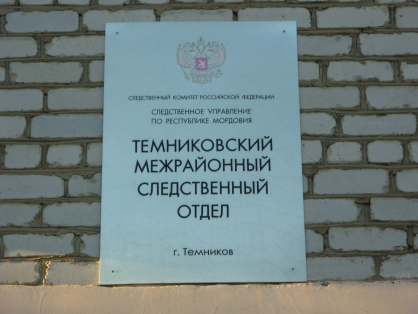 СЛЕДСТВЕННЫЙ КОМИТЕТ РОССИЙСКОЙ ФЕДЕРАЦИИ
СЛЕДСТВЕННОЕ УПРАВЛЕНИЕ
ПО РЕСПУБЛИКЕ МОРДОВИЯ
ТЕМНИКОВСКИЙ
МЕЖРАЙОННЫЙ
СЛЕДСТВЕННЫЙ
ОТДЕЛ
г. Темников